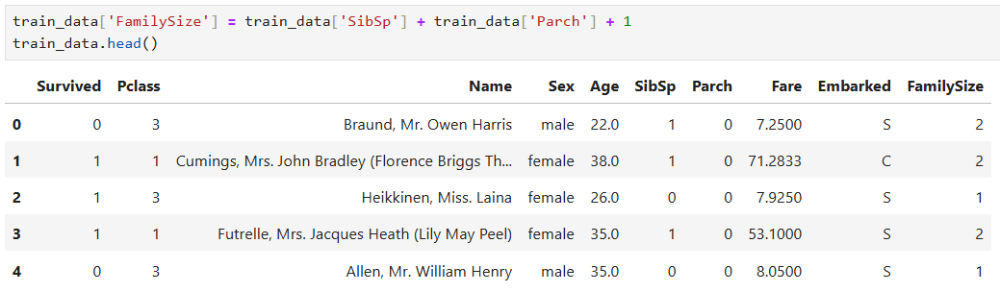 train_data['FamilySize'] = train_data['SibSp'] + train_data['Parch'] + 1
train_data.head()
Survived Pclass Name Sex Age SibSp Parch Fare Embarked FamilySize
0 0 3 Braund, Mr. Owen Harris male 22.0 1 0 7.2500 S 2
1 1 1 Cumings, Mrs. John Bradley (Florence Briggs Th... female 38.0 1 0 71.2833 C 2
2 1 3 Heikkinen, Miss. Laina female 26.0 0 0 7.9250 S 1
3 1 1 Futrelle, Mrs. Jacques Heath (Lily May Peel) female 35.0 1 0 53.1000 S 2
4 0 3 Allen, Mr. William Henry male 35.0 0 0 8.0500 S 1